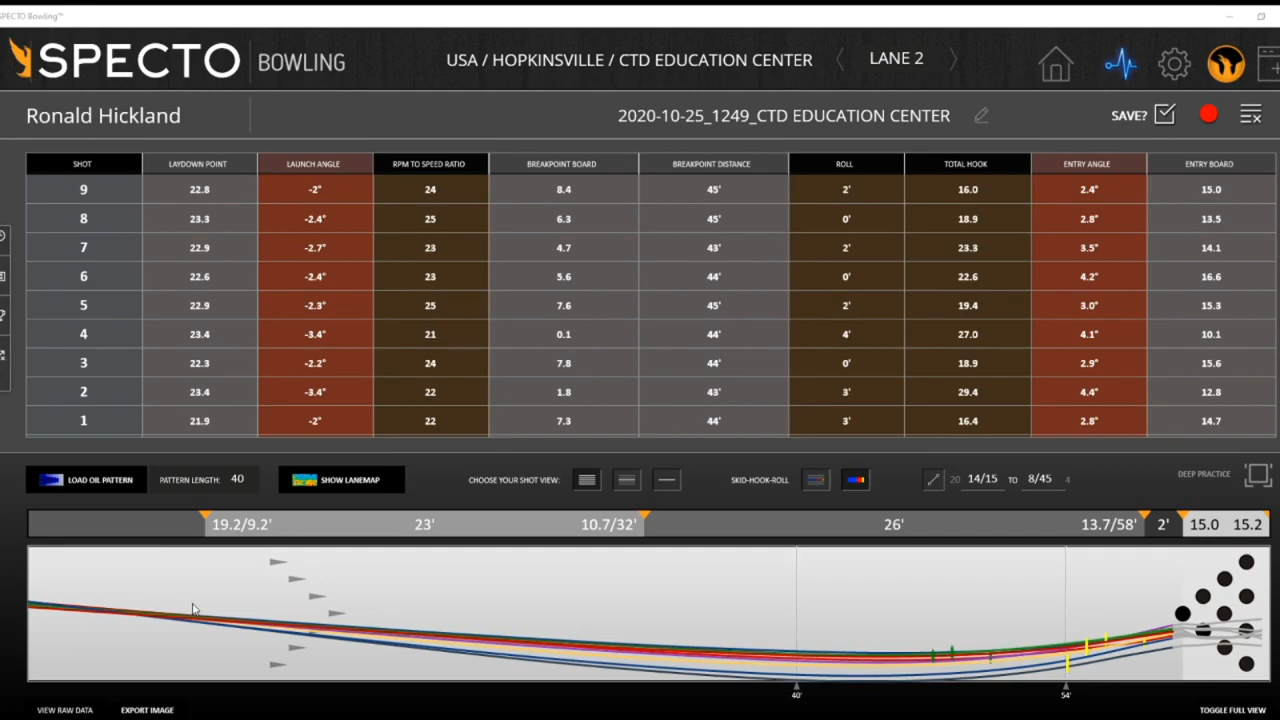 SPECTO Bowling™
SPECTO BOWLING USA / HOPKINSVILLE / CTD EDUCATION CENTER LANE 2
Ronald Hickland 2020-10-25_1249_CTD EDUCATION CENTER SAVE?
SHOT LAYDOWN POINT LAUNCH ANGLE RPM TO SPEED RATIO BREAKPOINT BOARD BREAKPOINT DISTANCE ROLL TOTAL HOOK ENTRY ANGLE ENTRY BOARD
9 22.8 -2° 24 8.4 45' 2' 16.0 2.4° 15.0
8 23.3 -2.4° 25 6.3 45' 0' 18.9 2.8° 13.5
7 22.9 -2.7° 23 4.7 43' 2' 23.3 3.5° 14.1
6 22.6 -2.4° 23 5.6 44' 0' 22.6 4.2° 16.6
5 22.9 -2.3° 25 7.6 45' 2' 19.4 3.0° 15.3
4 23.4 -3.4° 21 0.1 44' 4' 27.0 4.1° 10.1
3 22.3 -2.2° 24 7.8 44' 0' 18.9 2.9° 15.6
2 23.4 -3.4° 22 1.8 43' 3' 29.4 4.4° 12.8
1 21.9 -2° 22 7.3 44' 3' 16.4 2.8° 14.7
LOAD OIL PATTERN PATTERN LENGTH: 40 SHOW LANEMAP CHOOSE YOUR SHOT VIEW: SKID-HOOK-ROLL 20 14/15 TO 8/45 4 DEEP PRACTICE
19.2/9.2' 23' 10.7/32' 26' 13.7/58' 2' 15.0 15.2
40' 54'
VIEW RAW DATA EXPORT IMAGE TOGGLE FULL VIEW